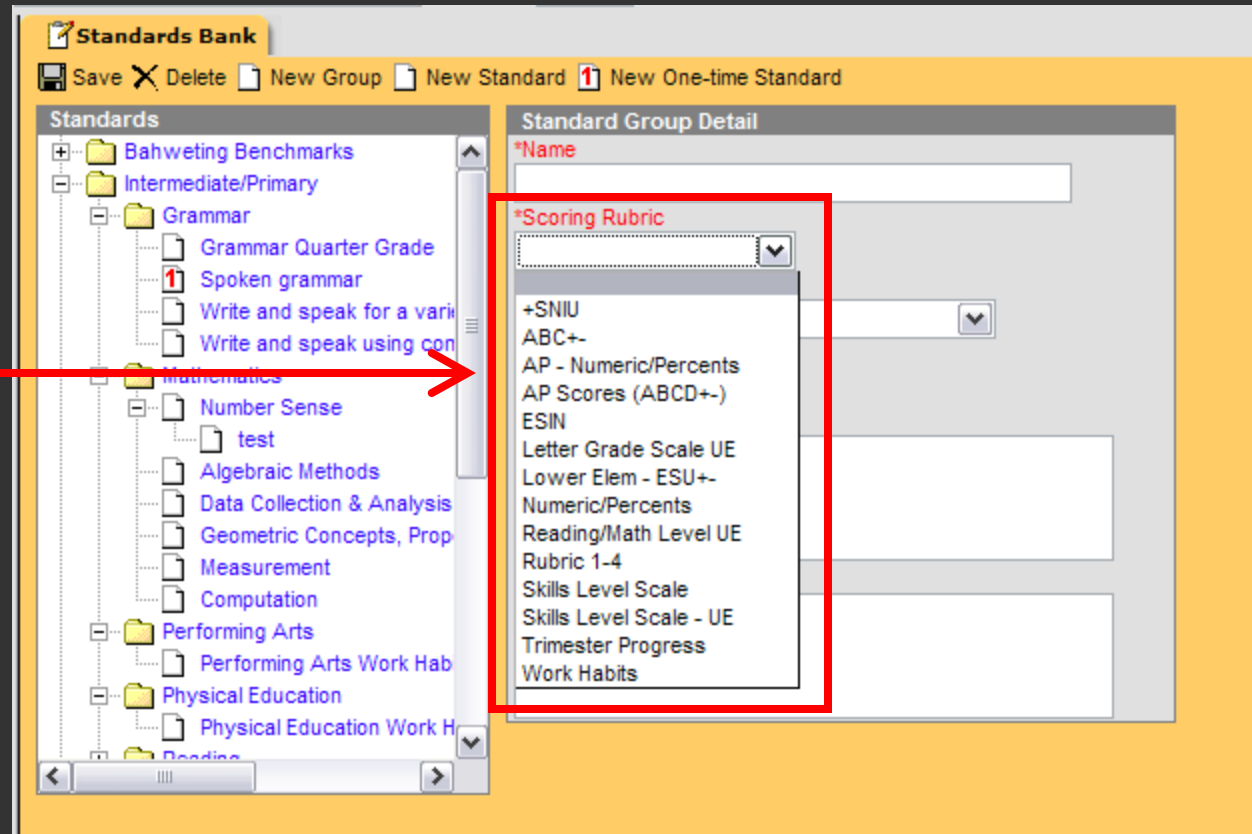 Standards Bank
Save Delete New Group New Standard 1 New One-time Standard
Standards
Bahweting Benchmarks
Intermediate/Primary
Grammar
Grammar Quarter Grade
1 Spoken grammar
Write and speak for a vari
Write and speak using con
Mathematics
Number Sense
test
Algebraic Methods
Data Collection & Analysis
Geometric Concepts, Prop
Measurement
Computation
Performing Arts
Performing Arts Work Hab
Physical Education
Physical Education Work H
Reading
Standard Group Detail
*Name
*Scoring Rubric
+SNIU
ABC+-
AP - Numeric/Percents
AP Scores (ABCD+-)
ESIN
Letter Grade Scale UE
Lower Elem - ESU+-
Numeric/Percents
Reading/Math Level UE
Rubric 1-4
Skills Level Scale
Skills Level Scale - UE
Trimester Progress
Work Habits